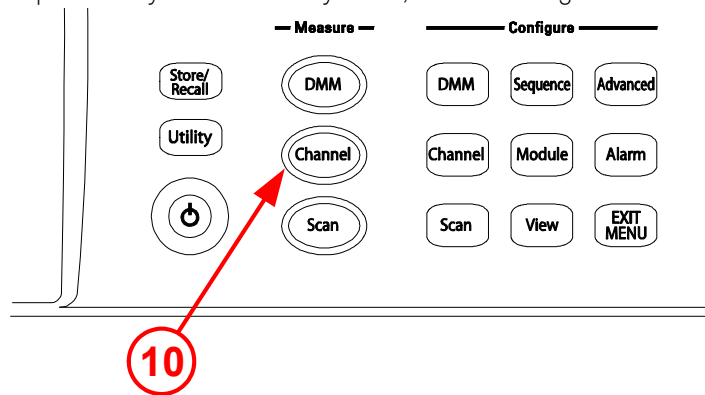 Measure
Configure
Store/
Recall
DMM
DMM
Sequence
Advanced
Utility
Channel
Channel
Module
Alarm
Scan
Scan
View
EXIT
MENU
10